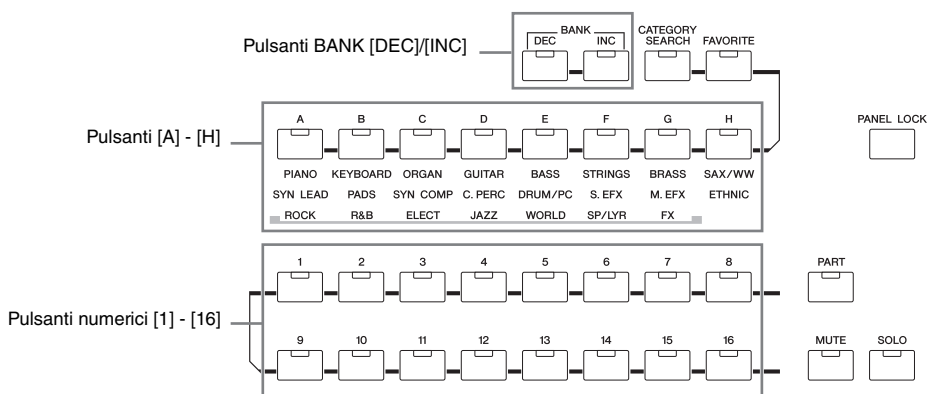 Pulsanti BANK [DEC]/[INC]
BANK
DEC INC
CATEGORY
SEARCH FAVORITE
Pulsanti [A] - [H]
A B C D E F G H
PANEL LOCK
PIANO KEYBOARD ORGAN GUITAR BASS STRINGS BRASS SAX/WW
SYN LEAD PADS SYN COMP C. PERC DRUM/PC S. EFX M. EFX ETHNIC
ROCK R&B ELECT JAZZ WORLD SP/LYR FX
1 2 3 4 5 6 7 8 PART
Pulsanti numerici [1] - [16]
9 10 11 12 13 14 15 16 MUTE SOLO